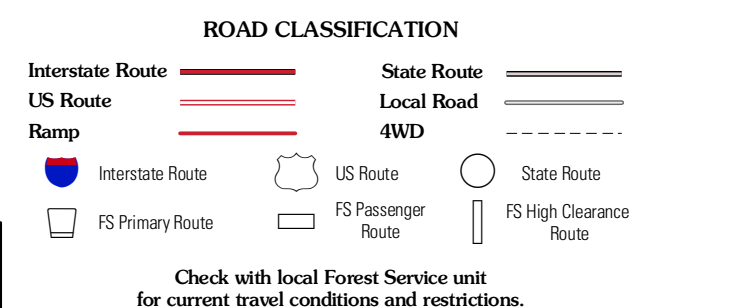 ROAD CLASSIFICATION
Interstate Route
State Route
US Route
Local Road
Ramp
4WD
Interstate Route
US Route
State Route
FS Primary Route
FS Passenger
Route
FS High Clearance
Route
Check with local Forest Service unit
for current travel conditions and restrictions.